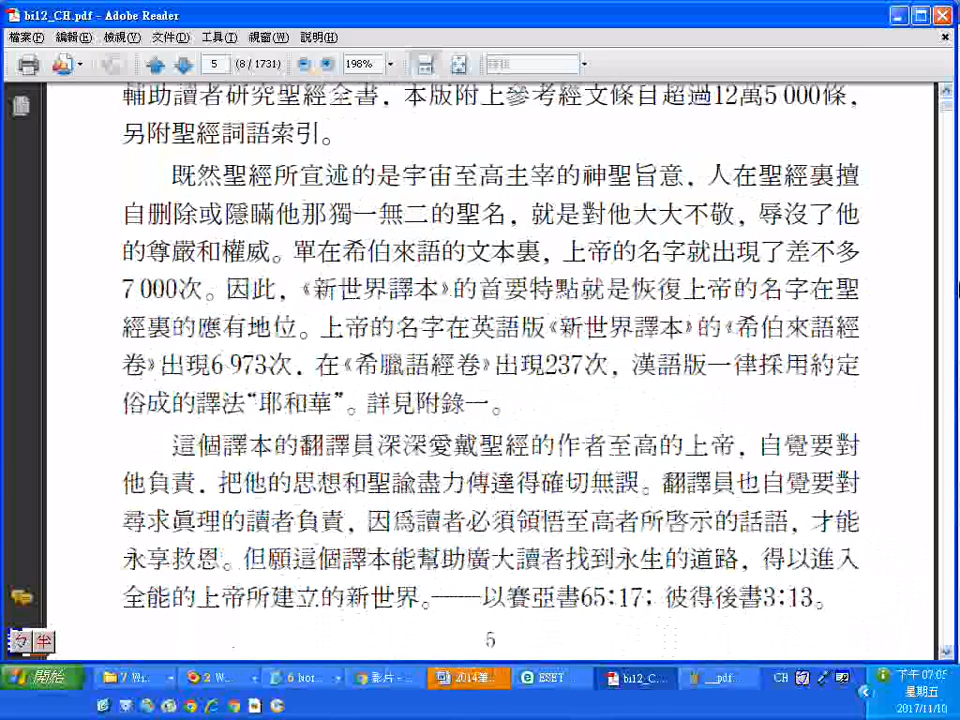 bi12_CH.pdf - Adobe Reader
檔案(F) 編輯(E) 檢視(V) 文件(D) 工具(T) 視窗(W) 說明(H)
5 (8 / 1731) 198%
輔助讀者研究聖經全書，本版附上參考經文條目超過12萬5 000條，
另附聖經詞語索引。
既然聖經所宣述的是宇宙至高主宰的神聖旨意，人在聖經裏擅
自刪除或隱瞞他那獨一無二的聖名，就是對他大大不敬，辱沒了他
的尊嚴和權威。單在希伯來語的文本裏，上帝的名字就出現了差不多
7 000次。因此，《新世界譯本》的首要特點就是恢復上帝的名字在聖
經裏的應有地位。上帝的名字在英語版《新世界譯本》的《希伯來語經
卷》出現6 973次，在《希臘語經卷》出現237次，漢語版一律採用約定
俗成的譯法“耶和華”。詳見附錄一。
這個譯本的翻譯員深深愛戴聖經的作者至高的上帝，自覺要對
他負責，把他的思想和聖諭盡力傳達得確切無誤。翻譯員也自覺要對
尋求眞理的讀者負責，因爲讀者必須領悟至高者所啓示的話語，才能
永享救恩。但願這個譯本能幫助廣大讀者找到永生的道路，得以進入
全能的上帝所建立的新世界。——以賽亞書65:17；彼得後書3:13。
5
ㄅ 半
開始 7 Wi... 2 W... 6 Nor... 影片 -... 2014第... ESET bi12_C... __.pdf CH 下午 07:05
星期五
2017/11/10